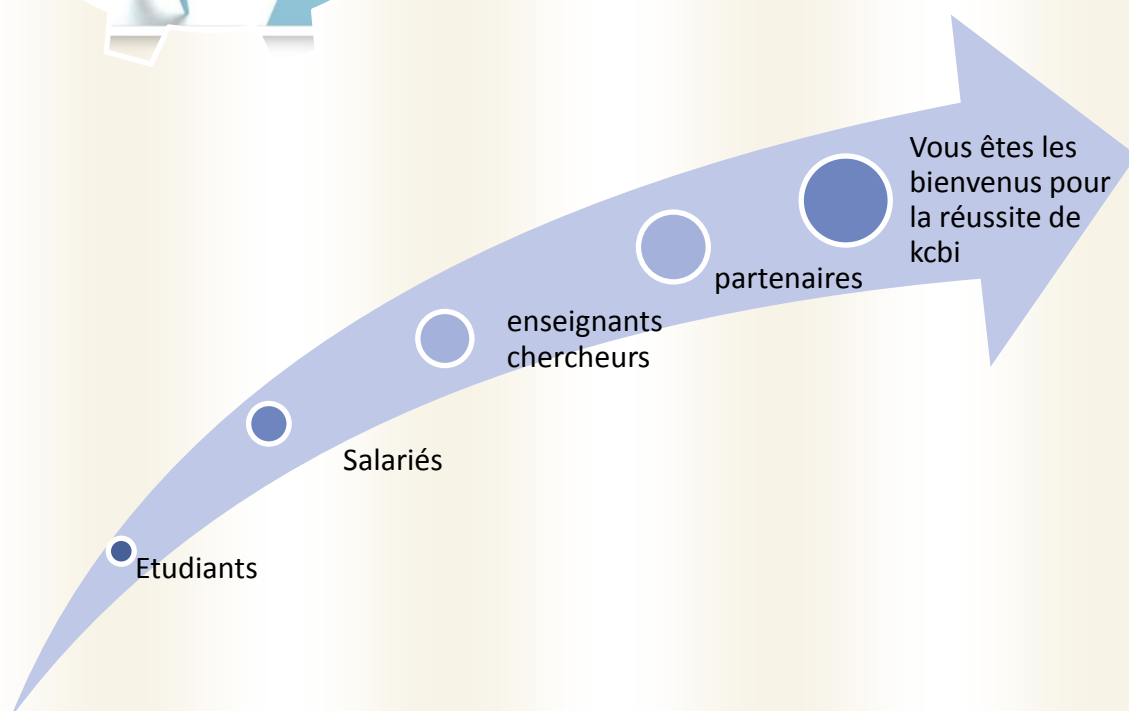 Vous êtes les
bienvenus pour
la réussite de
kcbi
partenaires
enseignants
chercheurs
Salariés
Etudiants